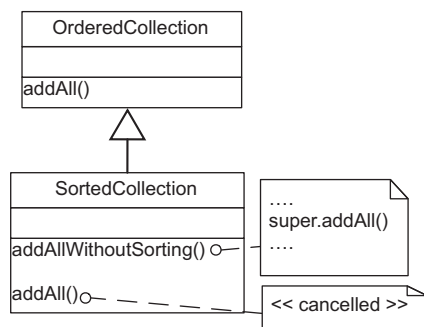 OrderedCollection
addAll()
SortedCollection
addAllWithoutSorting()
addAll()
....
super.addAll()
....
<< cancelled >>